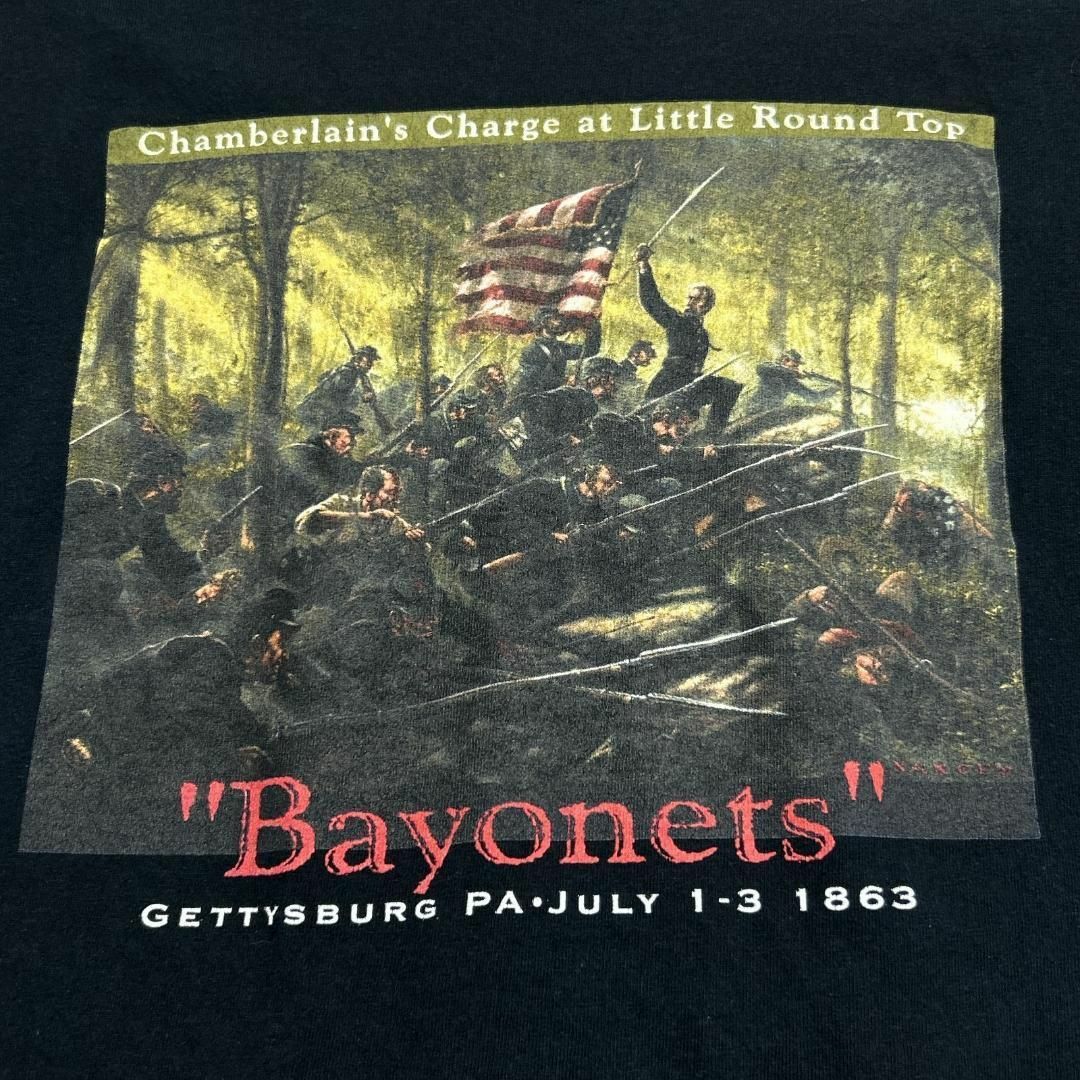 Chamberlain's Charge at Little Round Top
"Bayonets"
GETTYSBURG PA•JULY 1-3 1863